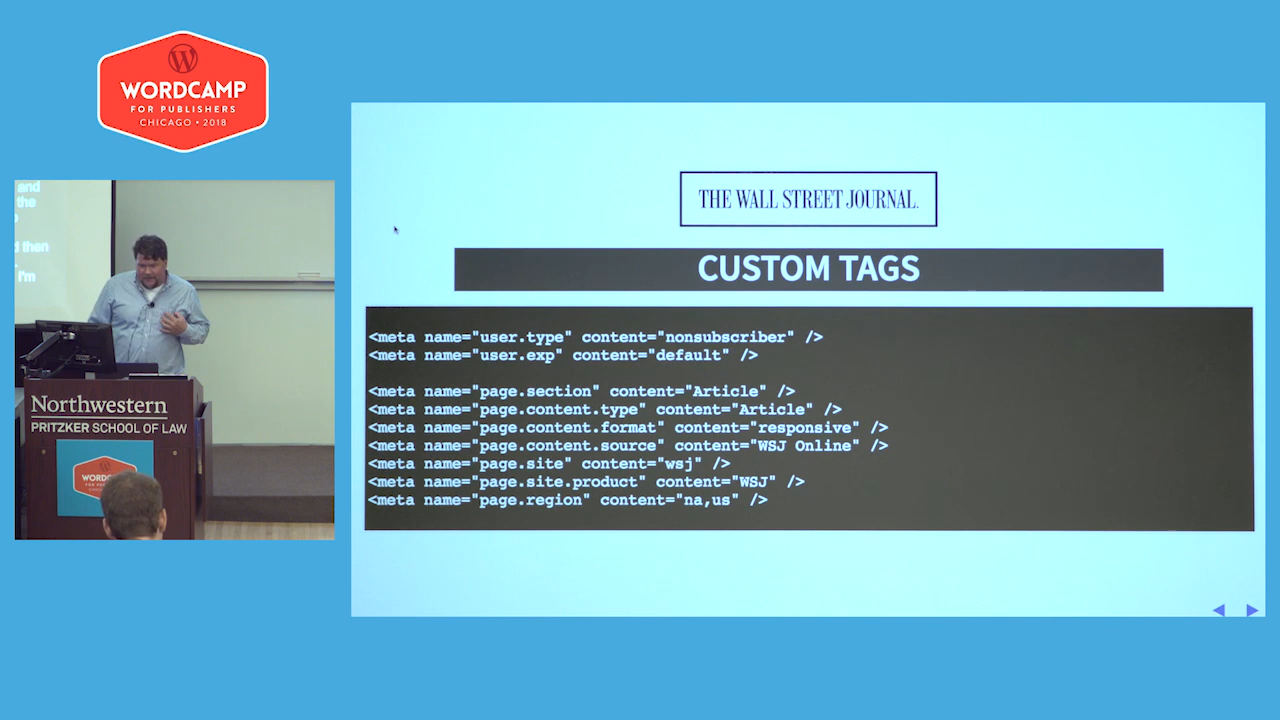 WORDCAMP
FOR PUBLISHERS
CHICAGO • 2018
and
the
then
I'm
Northwestern
PRITZKER SCHOOL OF LAW
WORDCAMP
THE WALL STREET JOURNAL.
CUSTOM TAGS
<meta name="user.type" content="nonsubscriber" />
<meta name="user.exp" content="default" />
<meta name="page.section" content="Article" />
<meta name="page.content.type" content="Article" />
<meta name="page.content.format" content="responsive" />
<meta name="page.content.source" content="WSJ Online" />
<meta name="page.site" content="wsj" />
<meta name="page.site.product" content="WSJ" />
<meta name="page.region" content="na,us" />